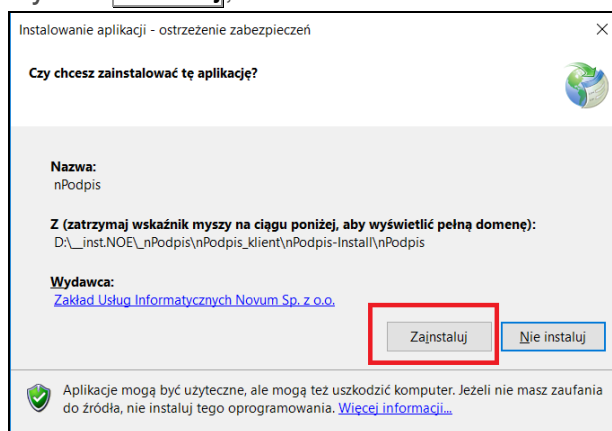 Instalowanie aplikacji - ostrzeżenie zabezpieczeń
Czy chcesz zainstalować tę aplikację?
Nazwa:
nPodpis
Z (zatrzymaj wskaźnik myszy na ciągu poniżej, aby wyświetlić pełną domenę):
D:\__inst.NOE\_nPodpis\nPodpis_klient\nPodpis-Install\nPodpis
Wydawca:
Zakład Usług Informatycznych Novum Sp. z o.o.
Zainstaluj
Nie instaluj
Aplikacje mogą być użyteczne, ale mogą też uszkodzić komputer. Jeżeli nie masz zaufania
do źródła, nie instaluj tego oprogramowania. Więcej informacji...